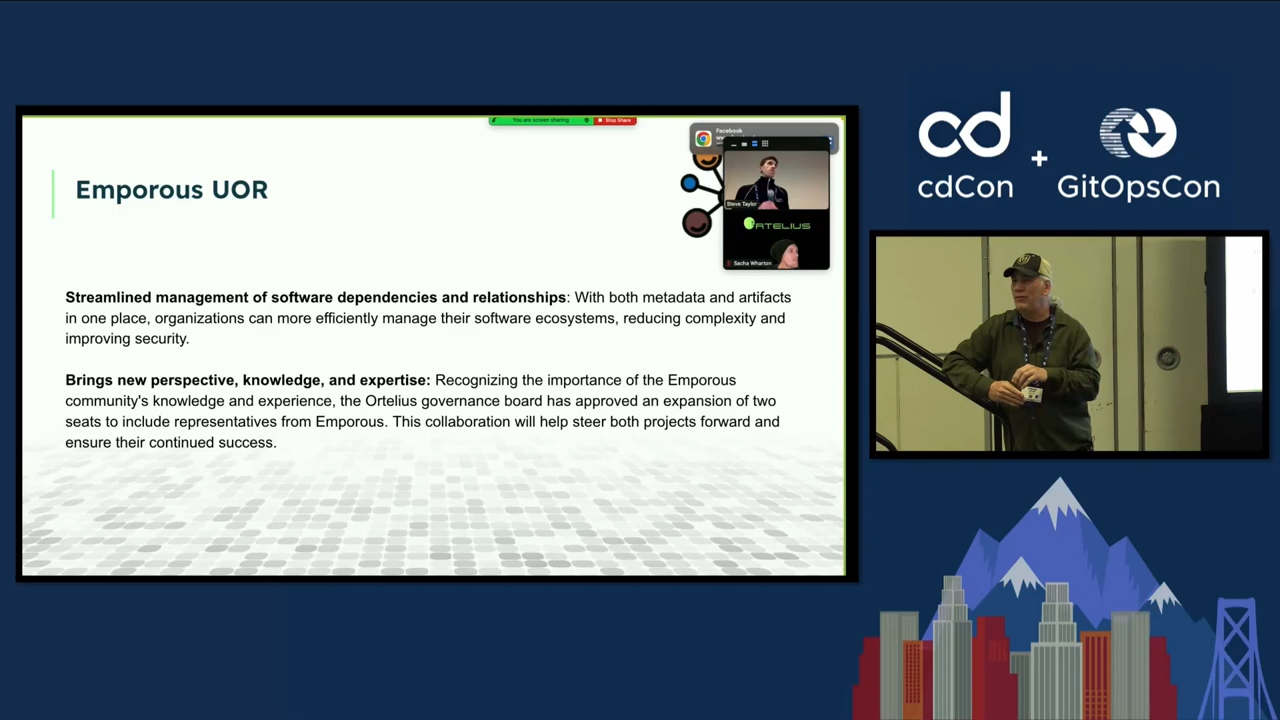 You are screen sharing
Stop Share
Facebook
Emporous UOR
Steve Taylor
ORTELIUS
Sacha Wharton
Streamlined management of software dependencies and relationships: With both metadata and artifacts
in one place, organizations can more efficiently manage their software ecosystems, reducing complexity and
improving security.
Brings new perspective, knowledge, and expertise: Recognizing the importance of the Emporous
community's knowledge and experience, the Ortelius governance board has approved an expansion of two
seats to include representatives from Emporous. This collaboration will help steer both projects forward and
ensure their continued success.
cd
+
cdCon
GitOpsCon